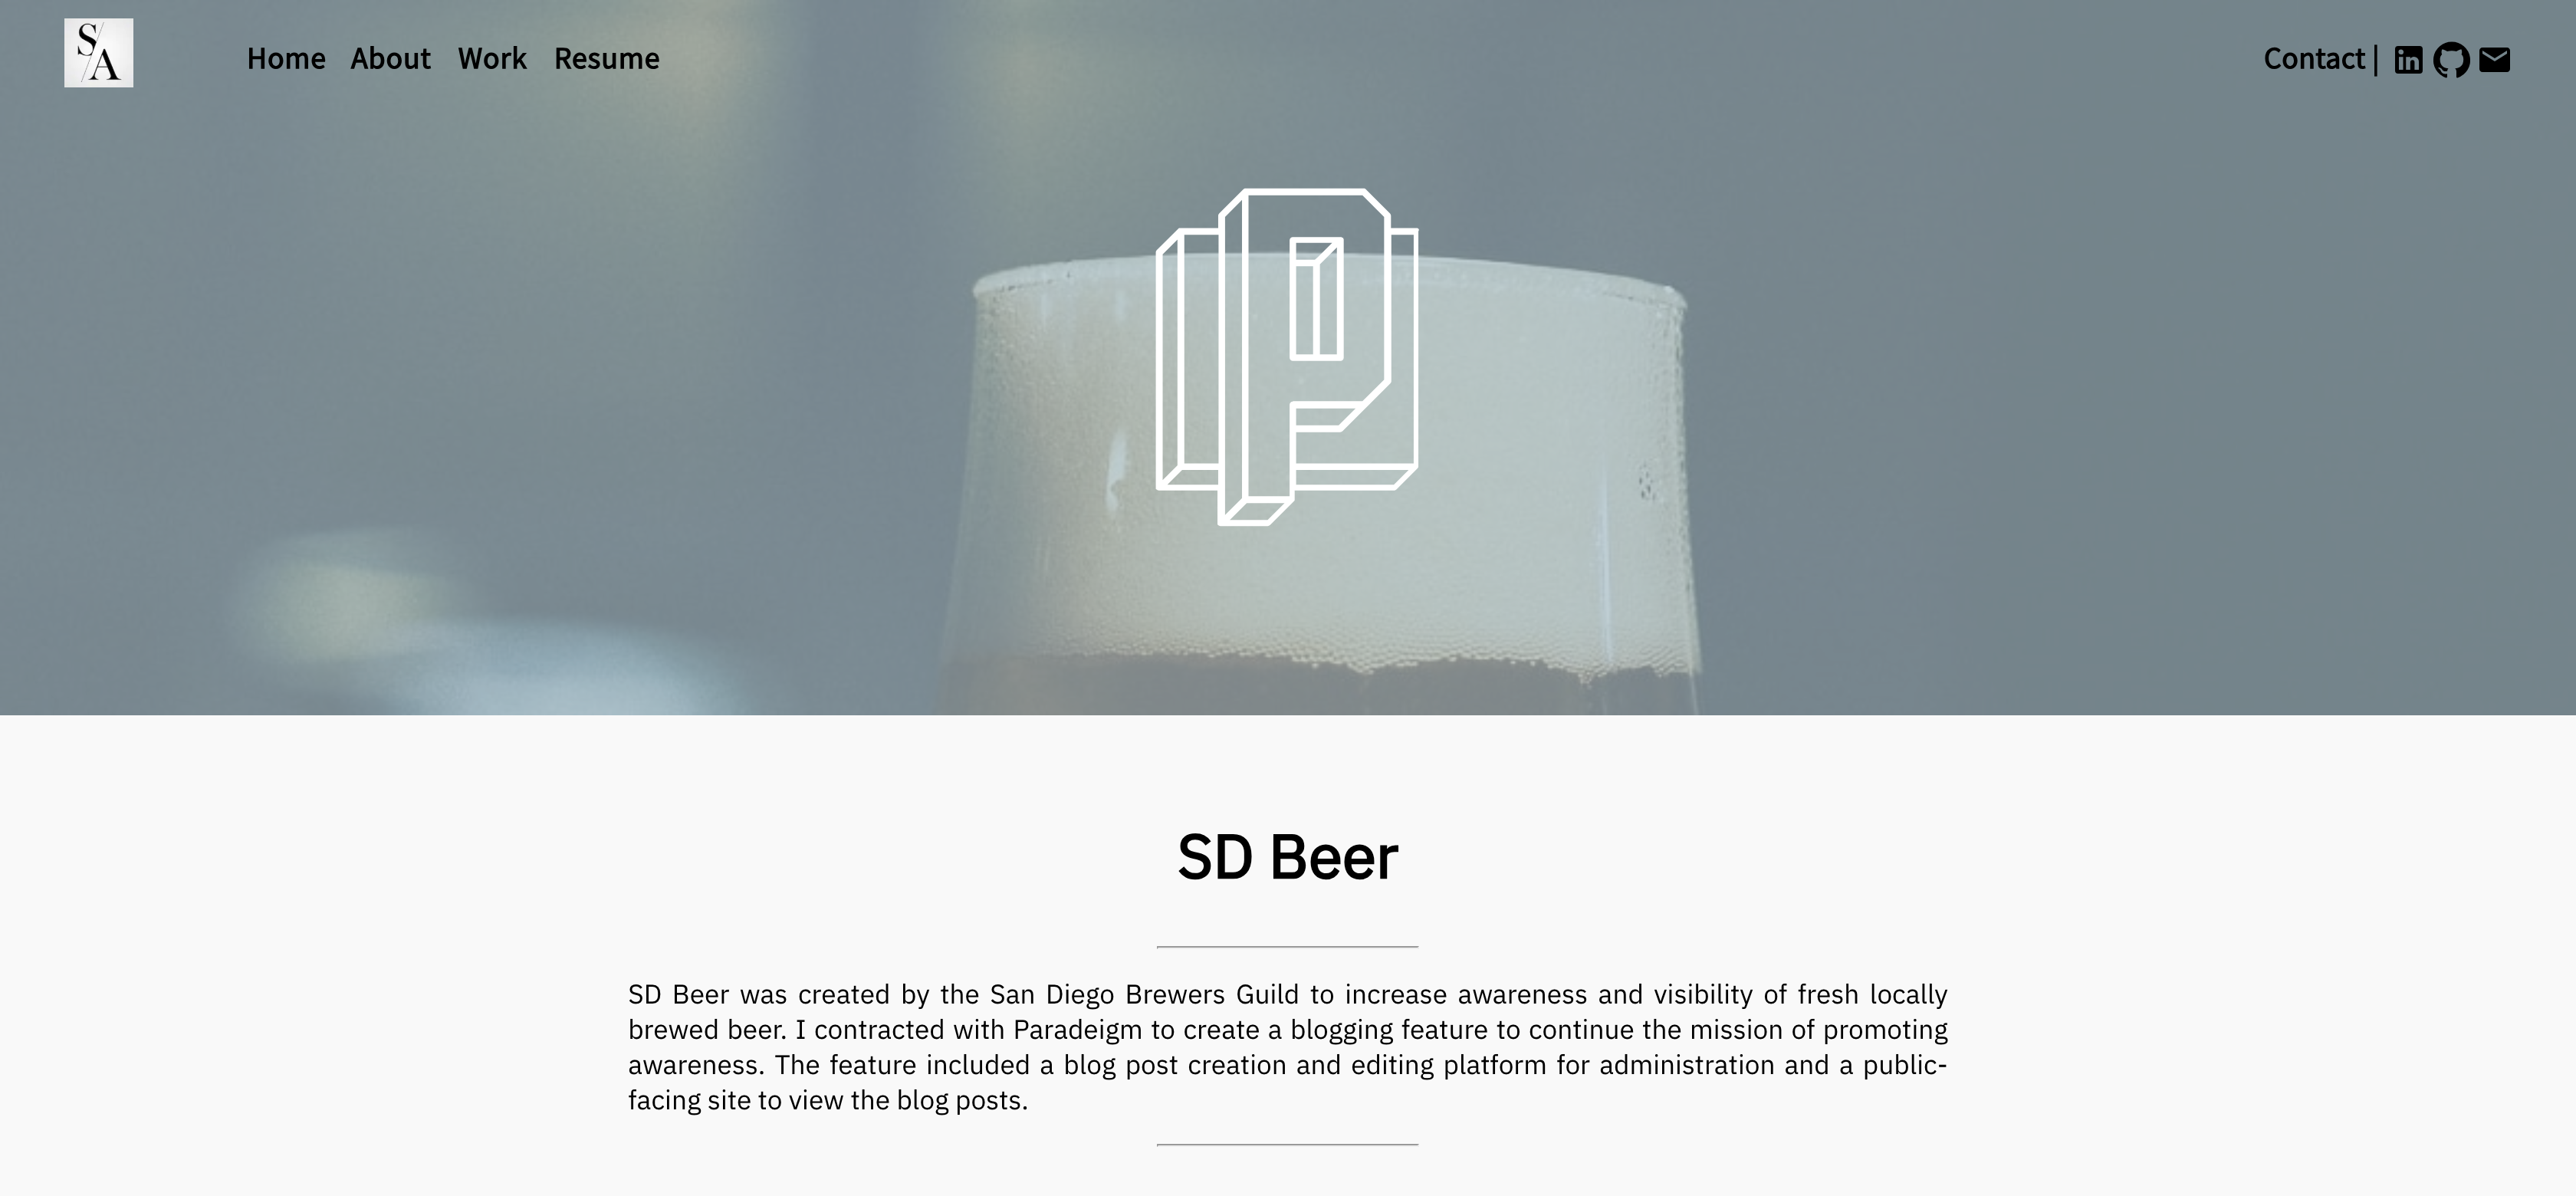 S/A
Home About Work Resume
Contact |
P
SD Beer
SD Beer was created by the San Diego Brewers Guild to increase awareness and visibility of fresh locally
brewed beer. I contracted with Paradeigm to create a blogging feature to continue the mission of promoting
awareness. The feature included a blog post creation and editing platform for administration and a public-
facing site to view the blog posts.